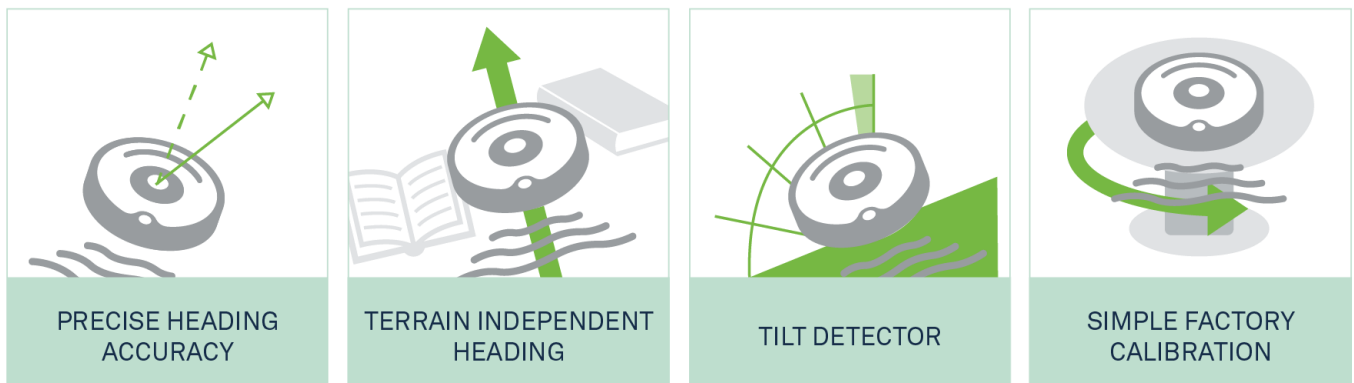 PRECISE HEADING
ACCURACY
TERRAIN INDEPENDENT
HEADING
TILT DETECTOR
SIMPLE FACTORY
CALIBRATION